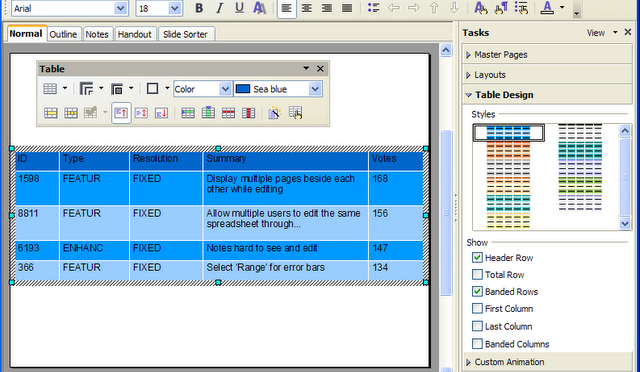 Arial 18 B I U A A
Normal Outline Notes Handout Slide Sorter
Tasks View
Master Pages
Layouts
Table Design
Styles
Table
Color Sea blue
ID Type Resolution Summary Votes
1598 FEATUR FIXED Display multiple pages beside each other while editing 168
8811 FEATUR FIXED Allow multiple users to edit the same spreadsheet through... 156
6193 ENHANC FIXED Notes hard to see and edit 147
366 FEATUR FIXED Select 'Range' for error bars 134
Show
Header Row
Total Row
Banded Rows
First Column
Last Column
Banded Columns
Custom Animation